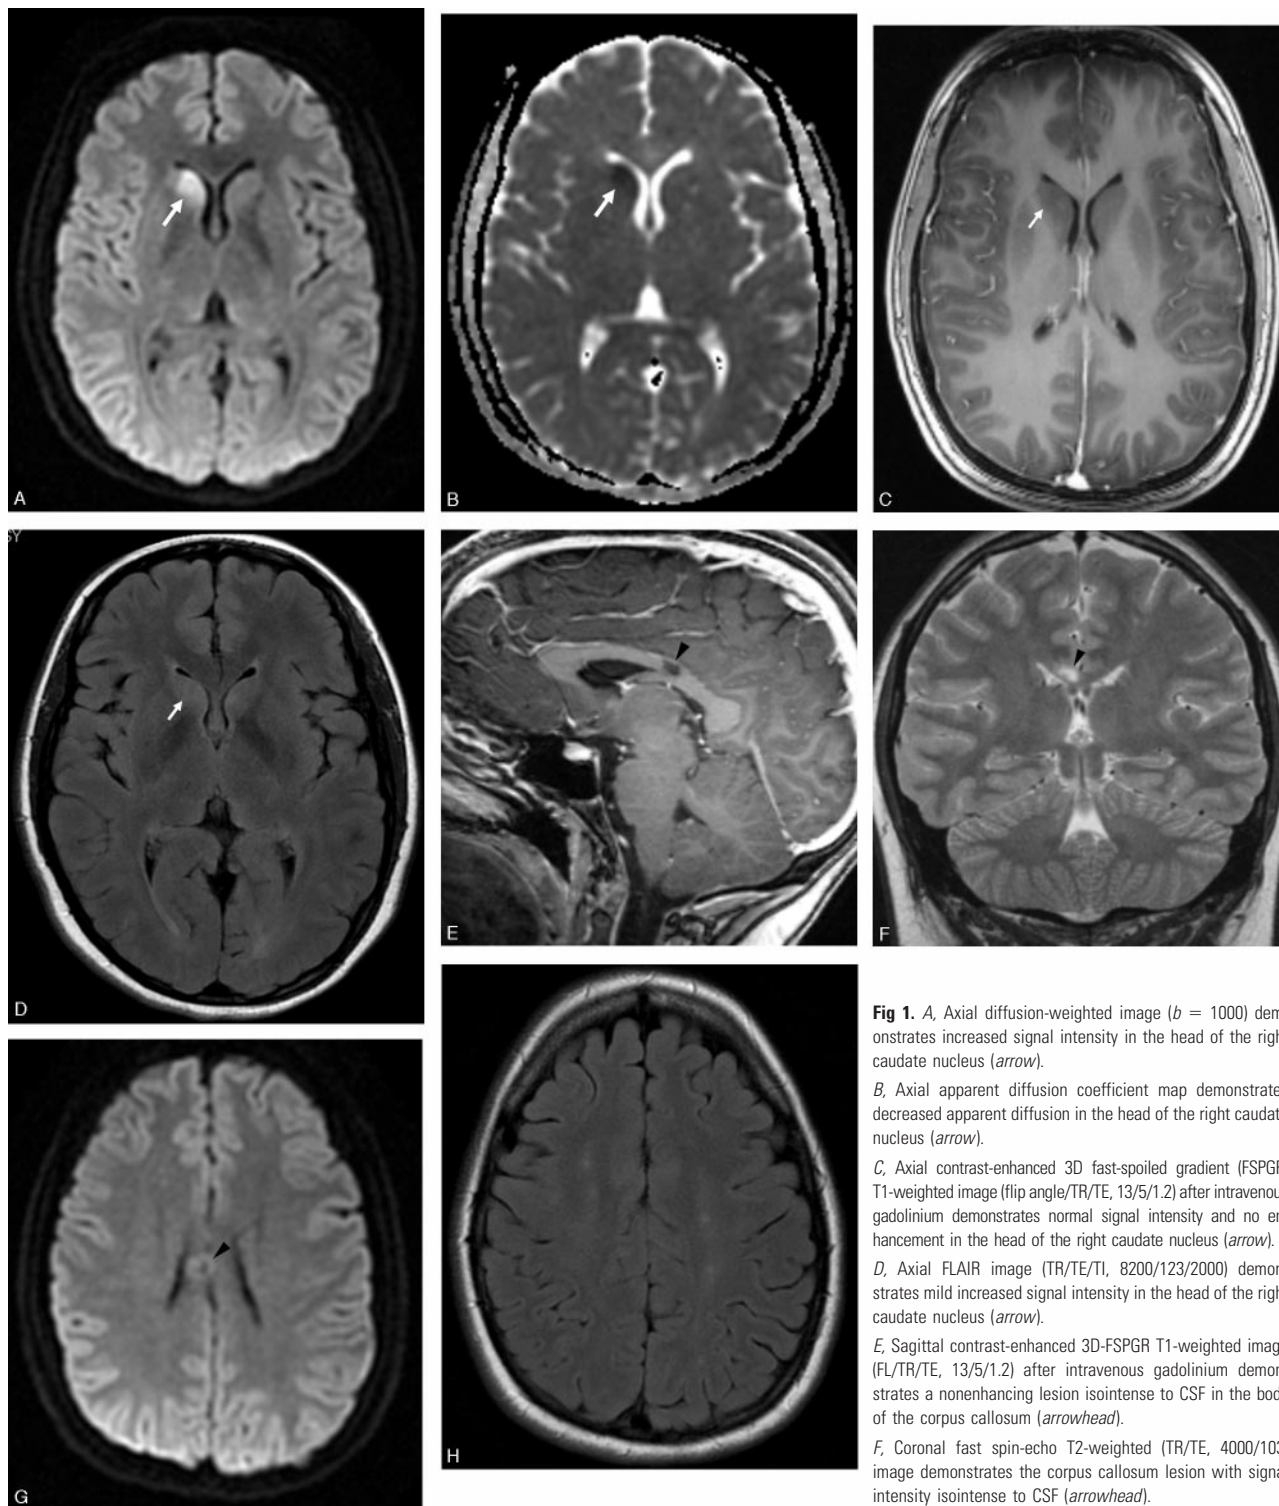 A
B
C
SY
D
E
F
G
H
Fig 1. A, Axial diffusion-weighted image (b = 1000) dem
onstrates increased signal intensity in the head of the righ
caudate nucleus (arrow).
B, Axial apparent diffusion coefficient map demonstrate
decreased apparent diffusion in the head of the right caudat
nucleus (arrow).
C, Axial contrast-enhanced 3D fast-spoiled gradient (FSPGR
T1-weighted image (flip angle/TR/TE, 13/5/1.2) after intravenou
gadolinium demonstrates normal signal intensity and no en
hancement in the head of the right caudate nucleus (arrow).
D, Axial FLAIR image (TR/TE/TI, 8200/123/2000) demon
strates mild increased signal intensity in the head of the righ
caudate nucleus (arrow).
E, Sagittal contrast-enhanced 3D-FSPGR T1-weighted imag
(FL/TR/TE, 13/5/1.2) after intravenous gadolinium demon
strates a nonenhancing lesion isointense to CSF in the bod
of the corpus callosum (arrowhead).
F, Coronal fast spin-echo T2-weighted (TR/TE, 4000/103
image demonstrates the corpus callosum lesion with signa
intensity isointense to CSF (arrowhead).